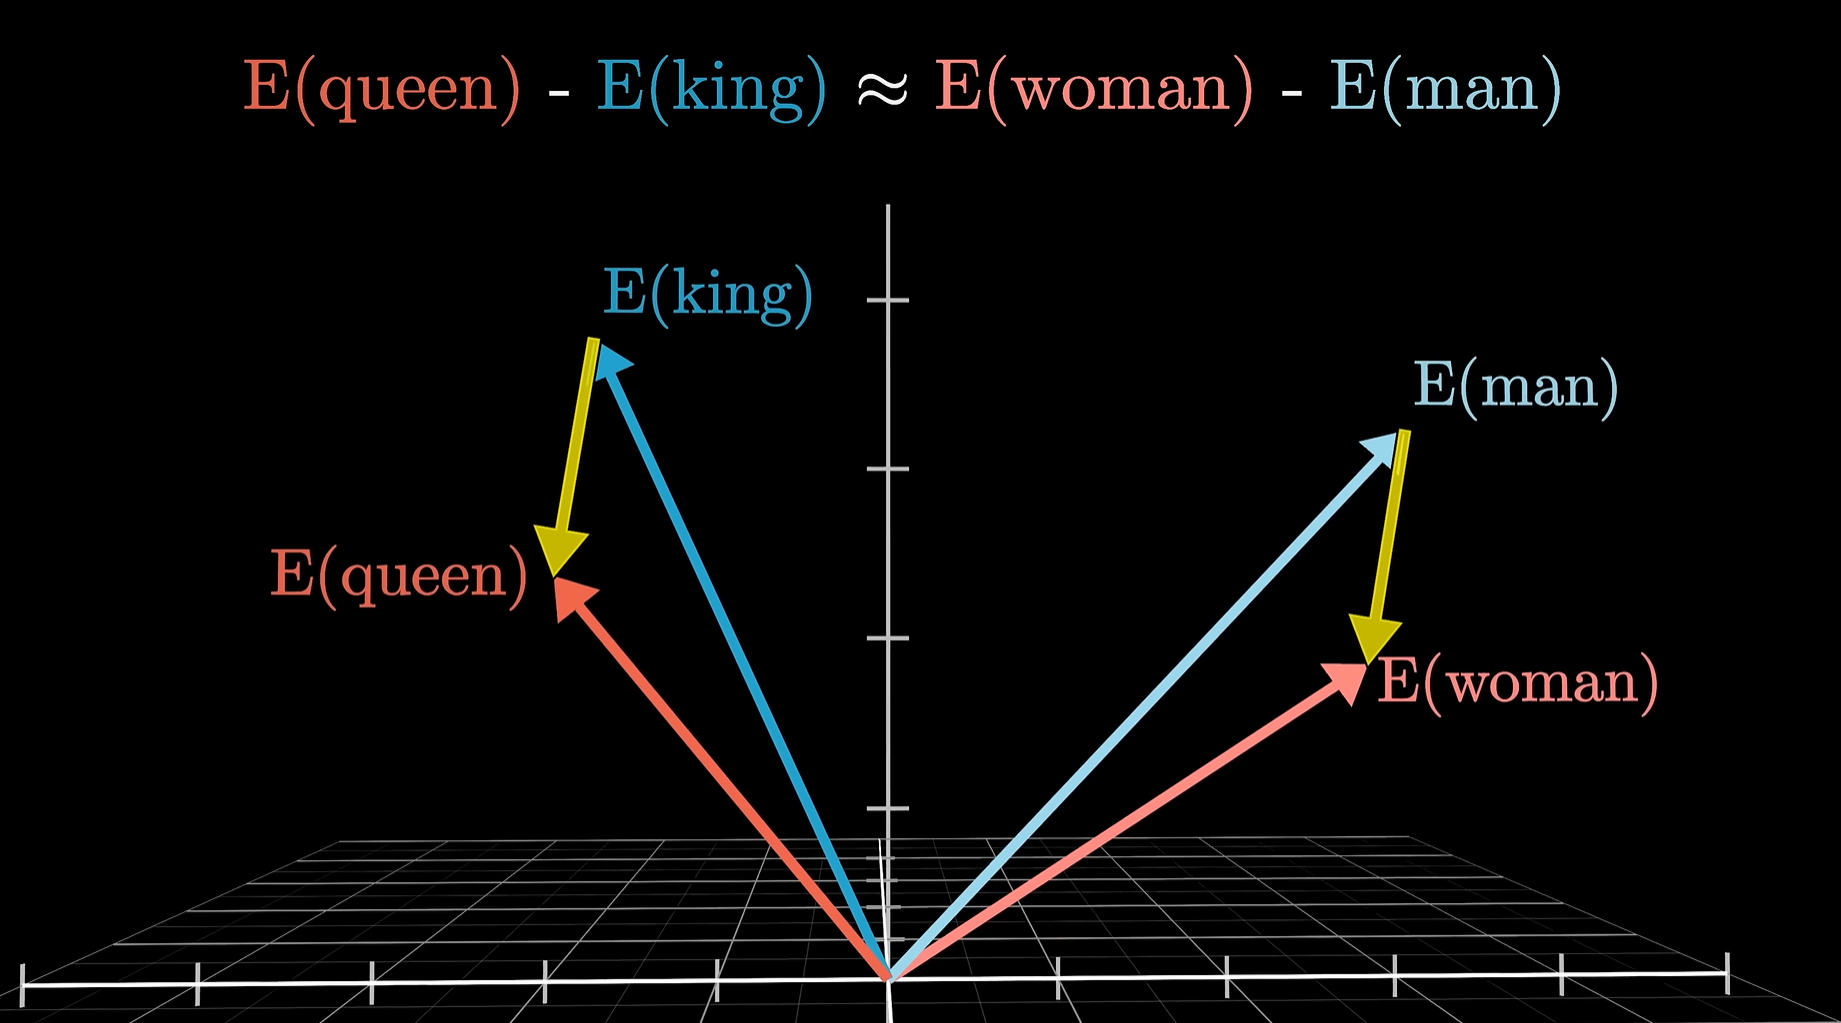 E(queen) - E(king) ≈ E(woman) - E(man)
E(king)
E(man)
E(queen)
E(woman)